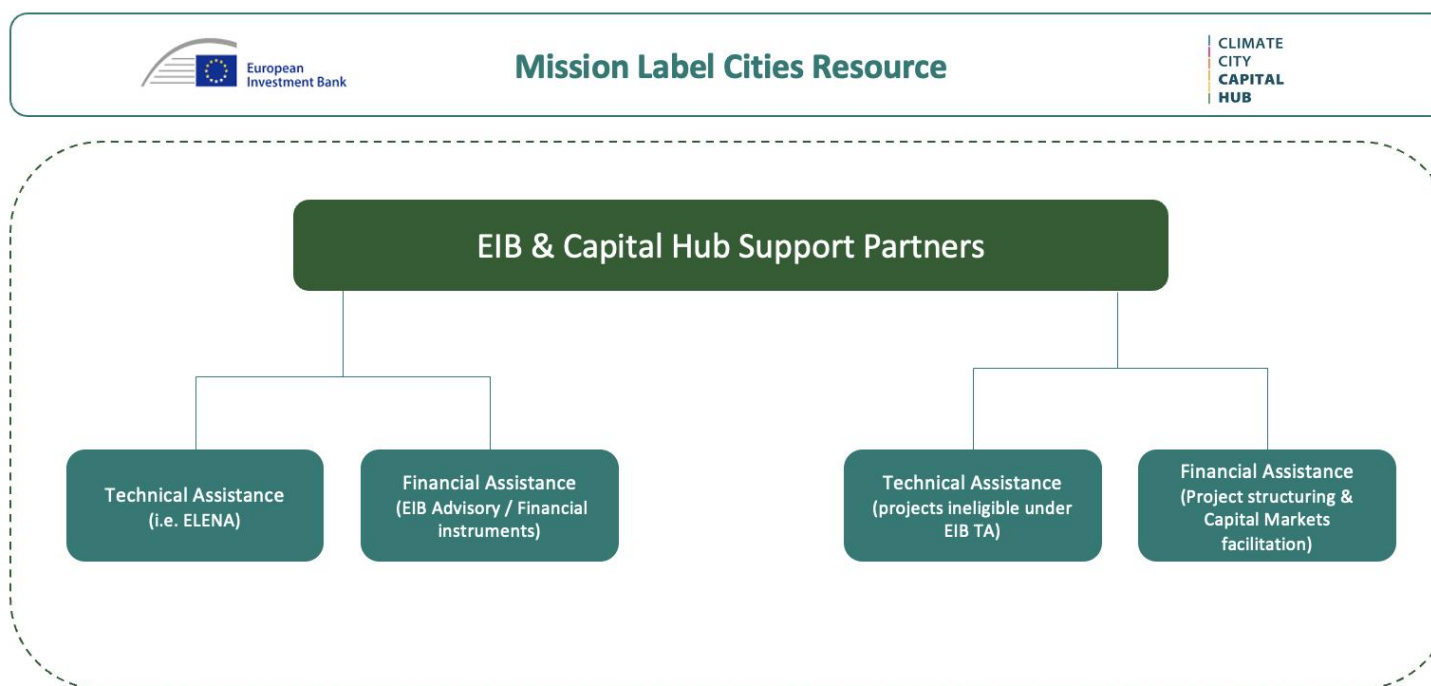 European
Investment Bank
Mission Label Cities Resource
CLIMATE
CITY
CAPITAL
HUB
EIB & Capital Hub Support Partners
Technical Assistance
(i.e. ELENA)
Financial Assistance
(EIB Advisory / Financial
instruments)
Technical Assistance
(projects ineligible under
EIB TA)
Financial Assistance
(Project structuring &
Capital Markets
facilitation)